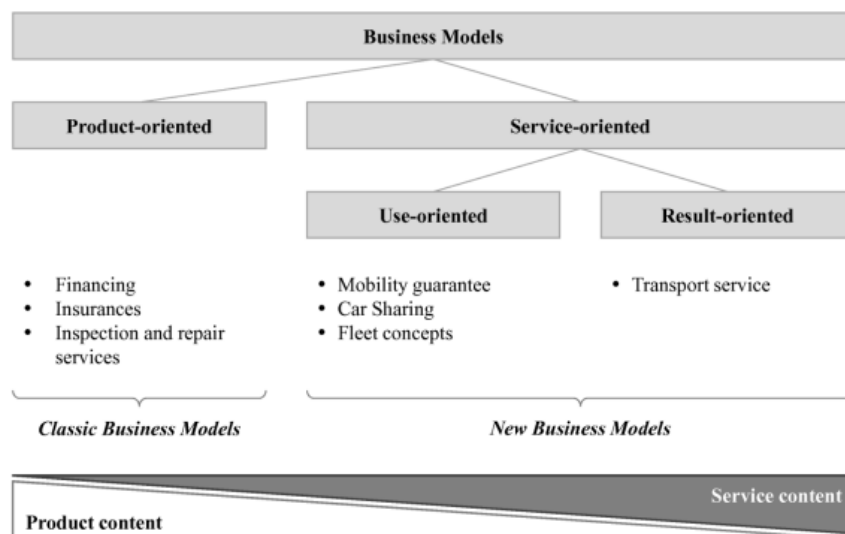 Business Models
Product-oriented
Service-oriented
Use-oriented
Result-oriented
• Financing
• Insurances
• Inspection and repair
services
• Mobility guarantee
• Car Sharing
• Fleet concepts
• Transport service
Classic Business Models
New Business Models
Service content
Product content